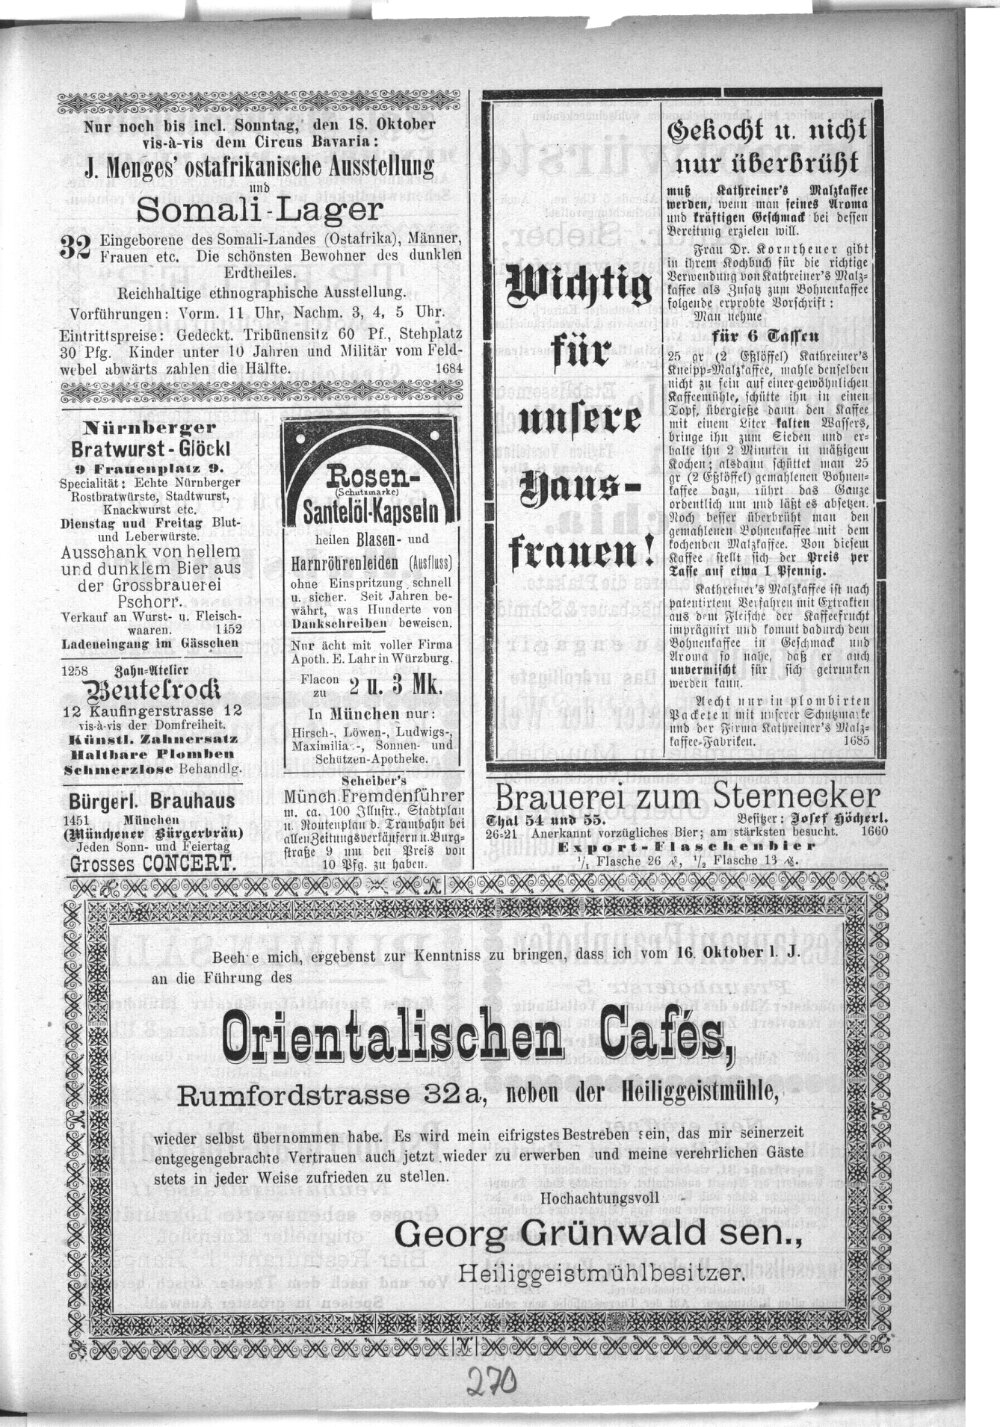 Nur noch bis incl. Sonntag, den 18. Oktober
vis-à-vis dem Circus Bavaria:
J. Menges' ostafrikanische Ausstellung
und
Somali-Lager
32 Eingeborene des Somali-Landes (Ostafrika), Männer,
Frauen etc. Die schönsten Bewohner des dunklen
Erdtheiles.
Reichhaltige ethnographische Ausstellung.
Vorführungen: Vorm. 11 Uhr, Nachm. 3, 4, 5 Uhr.
Eintrittspreise: Gedeckt. Tribünensitz 60 Pf., Stehplatz
30 Pfg. Kinder unter 10 Jahren und Militär vom Feld-
webel abwärts zahlen die Hälfte. 1684
Nürnberger
Bratwurst-Glöckl
9 Frauenplatz 9.
Specialität: Echte Nürnberger
Rostbratwürste, Stadtwurst,
Knackwurst etc.
Dienstag und Freitag Blut-
und Leberwürste.
Ausschank von hellem
und dunklem Bier aus
der Grossbrauerei
Pschorr.
Verkauf an Wurst- u. Fleisch-
waaren. 1452
Ladeneingang im Gässchen
1258 Zahn-Atelier
Beutelrock
12 Kaufingerstrasse 12
vis-à-vis der Domfreiheit.
Künstl. Zahnersatz
Haltbare Plomben
Schmerzlose Behandlg.
Bürgerl. Brauhaus
1451 München
(Münchener Bürgerbräu)
Jeden Sonn- und Feiertag
Grosses CONCERT.
Rosen-
(Schutzmarke)
Santelöl-Kapseln
heilen Blasen- und
Harnröhrenleiden (Ausfluss)
ohne Einspritzung schnell
u. sicher. Seit Jahren be-
währt, was Hunderte von
Dankschreiben beweisen.
Nur ächt mit voller Firma
Apoth. E. Lahr in Würzburg.
Flacon
zu 2 u. 3 Mk.
In München nur:
Hirsch-, Löwen-, Ludwigs-,
Maximilia-, Sonnen- und
Schützen-Apotheke.
Scheiber's
Münch. Fremdenführer
m. ca. 100 Illustr., Stadtplan
u. Routenplan d. Trambahn bei
allen Zeitungsverkäufern u. Burg-
straße 9 um den Preis von
10 Pfg. zu haben.
Wichtig
für
unsere
Haus-
frauen!
Gekocht u. nicht
nur überbrüht
muß Kathreiner's Malzkaffee
werden, wenn man feines Aroma
und kräftigen Geschmack bei dessen
Bereitung erzielen will.
Frau Dr. Kornthener gibt
in ihrem Kochbuch für die richtige
Verwendung von Kathreiner's Malz-
kaffee als Zusatz zum Bohnenkaffee
folgende erprobte Vorschrift:
Man nehme
für 6 Tassen
25 gr (2 Eßlöffel) Kathreiner's
Kneipp-Malzkaffee, mahle denselben
nicht zu fein auf einer gewöhnlichen
Kaffeemühle, schütte ihn in einen
Topf, übergieße dann den Kaffee
mit einem Liter kalten Wassers,
bringe ihn zum Sieden und er-
halte ihn 2 Minuten in mäßigem
Kochen; alsdann schüttet man 25
gr (2 Eßlöffel) gemahlenen Bohnen-
kaffee dazu, rührt das Ganze
ordentlich um und läßt es absetzen.
Noch besser überbrüht man den
gemahlenen Bohnenkaffee mit dem
kochenden Malzkaffee. Von diesem
Kaffee stellt sich der Preis per
Tasse auf etwa 1 Pfennig.
Kathreiner's Malzkaffee ist nach
patentirtem Verfahren mit Extrakten
aus dem Fleische der Kaffeefrucht
imprägnirt und kommt dadurch dem
Bohnenkaffee in Geschmack und
Aroma so nahe, daß er auch
unvermischt für sich getrunken
werden kann.
Aecht nur in plombirten
Packeten mit unserer Schutzmarke
und der Firma Kathreiner's Malz-
kaffee-Fabriken. 1685
Brauerei zum Sternecker
Thal 54 und 55. Besitzer: Josef Höcherl.
26-21 Anerkannt vorzügliches Bier; am stärksten besucht. 1660
Export-Flaschenbier
1/1 Flasche 26 ₰, 1/2 Flasche 13 ₰.
Beehre mich, ergebenst zur Kenntniss zu bringen, dass ich vom 16. Oktober l. J.
an die Führung des
Orientalischen Cafés,
Rumfordstrasse 32a, neben der Heiliggeistmühle,
wieder selbst übernommen habe. Es wird mein eifrigstes Bestreben sein, das mir seinerzeit
entgegengebrachte Vertrauen auch jetzt wieder zu erwerben und meine verehrlichen Gäste
stets in jeder Weise zufrieden zu stellen.
Hochachtungsvoll
Georg Grünwald sen.,
Heiliggeistmühlbesitzer.
270